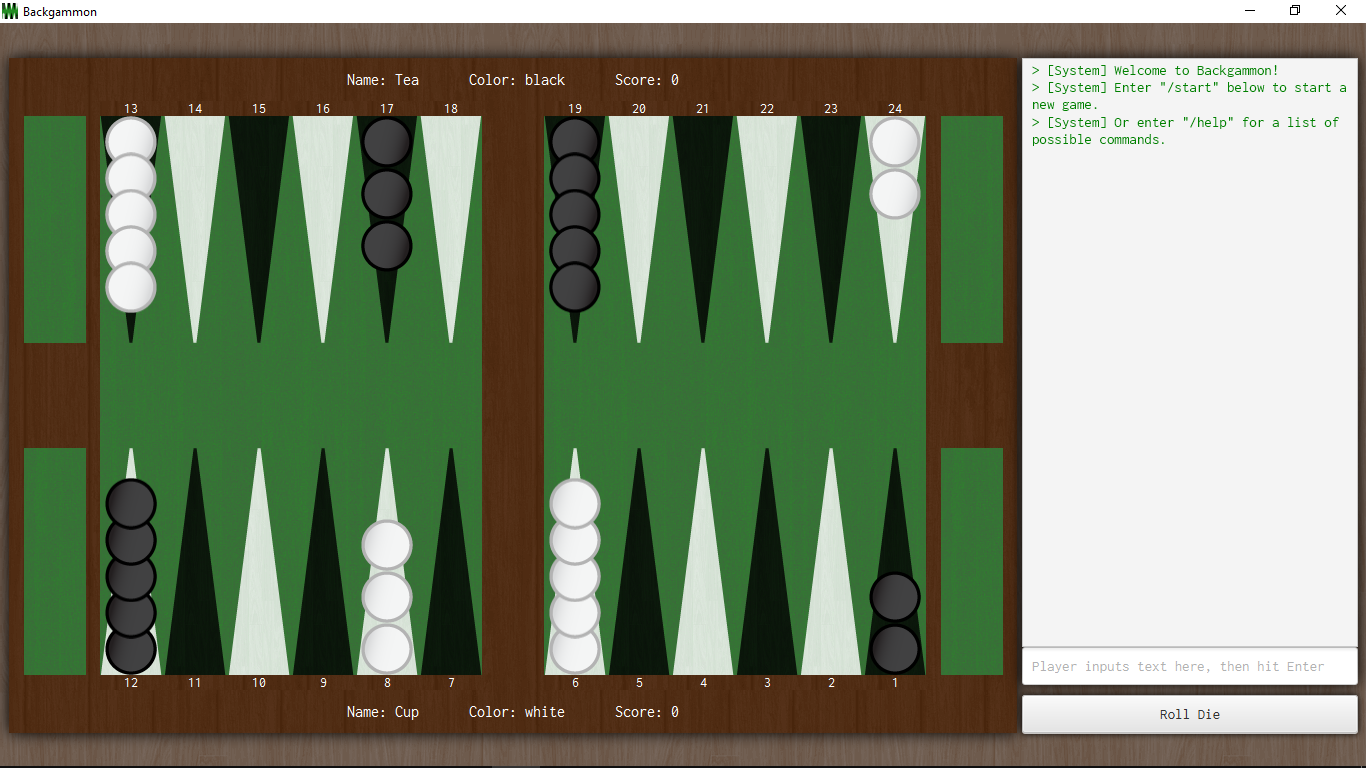 Backgammon
Name: Tea Color: black Score: 0
13 14 15 16 17 18 19 20 21 22 23 24
12 11 10 9 8 7 6 5 4 3 2 1
Name: Cup Color: white Score: 0
> [System] Welcome to Backgammon!
> [System] Enter "/start" below to start a
new game.
> [System] Or enter "/help" for a list of
possible commands.
Player inputs text here, then hit Enter
Roll Die